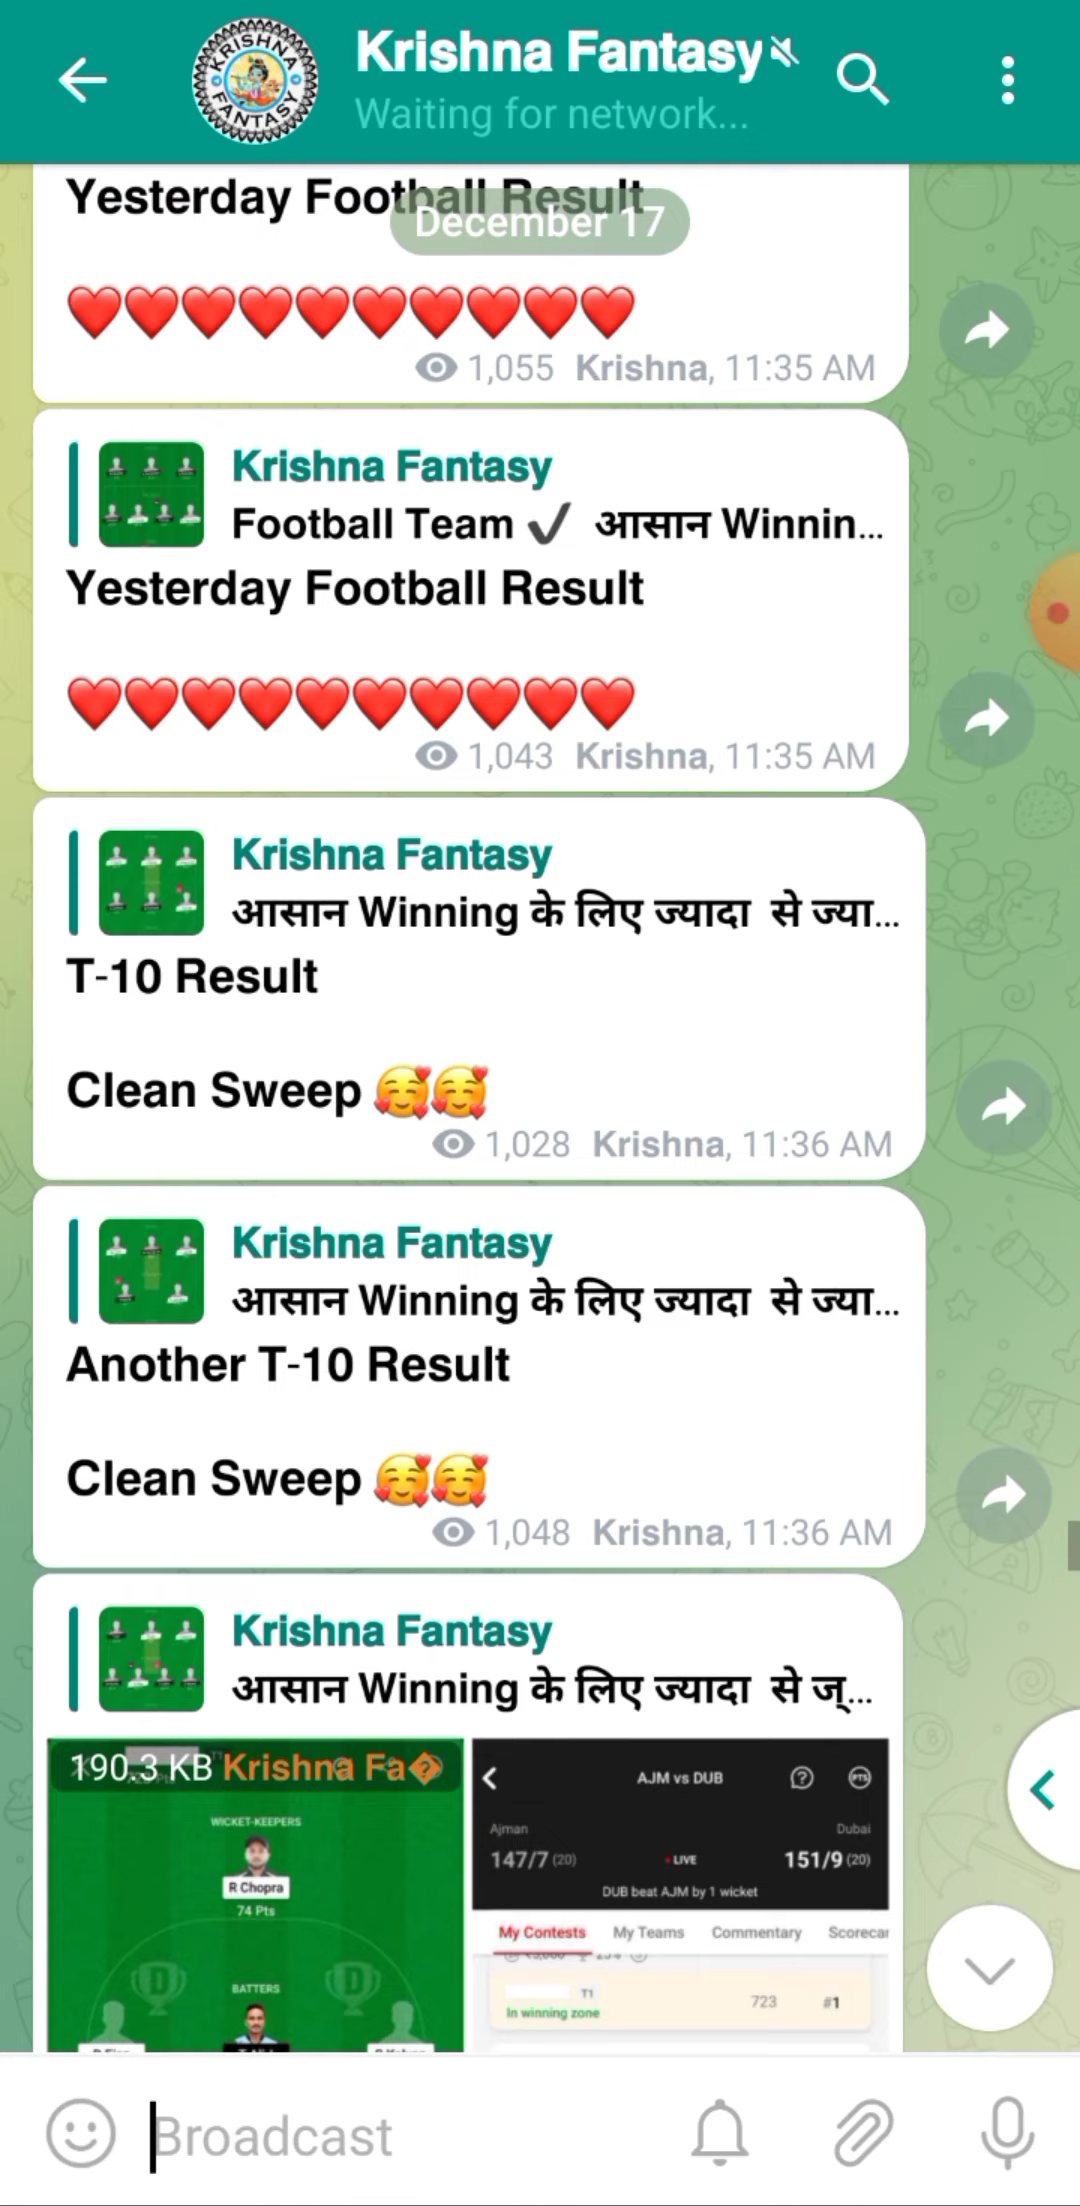 Krishna Fantasy
Waiting for network...
KRISHNA
FANTASY
Yesterday Football Result
December 17
❤️❤️❤️❤️❤️❤️❤️❤️❤️❤️
1,055 Krishna, 11:35 AM
Krishna Fantasy
Football Team ✔️ आसान Winnin...
Yesterday Football Result
❤️❤️❤️❤️❤️❤️❤️❤️❤️❤️
1,043 Krishna, 11:35 AM
Krishna Fantasy
आसान Winning के लिए ज्यादा से ज्या...
T-10 Result
Clean Sweep 🥰🥰
1,028 Krishna, 11:36 AM
Krishna Fantasy
आसान Winning के लिए ज्यादा से ज्या...
Another T-10 Result
Clean Sweep 🥰🥰
1,048 Krishna, 11:36 AM
Krishna Fantasy
आसान Winning के लिए ज्यादा से ज्...
190.3 KB Krishna Fa�
WICKET-KEEPERS
R Chopra
74 Pts
BATTERS
AJM vs DUB
PTS
Ajman Dubai
147/7 (20) LIVE 151/9 (20)
DUB beat AJM by 1 wicket
My Contests My Teams Commentary Scorecar
T1 723 #1
In winning zone
Broadcast